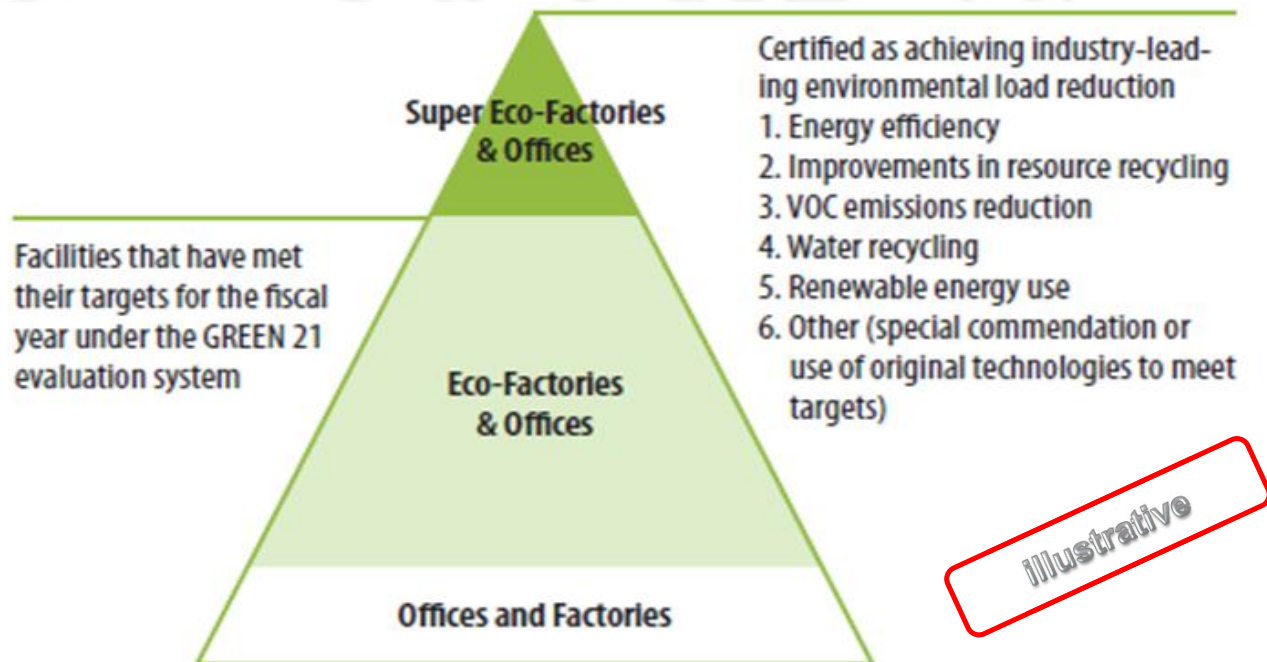 Super Eco-Factories
& Offices
Certified as achieving industry-lead-
ing environmental load reduction
1. Energy efficiency
2. Improvements in resource recycling
3. VOC emissions reduction
4. Water recycling
5. Renewable energy use
6. Other (special commendation or
use of original technologies to meet
targets)
Facilities that have met
their targets for the fiscal
year under the GREEN 21
evaluation system
Eco-Factories
& Offices
Offices and Factories
illustrative